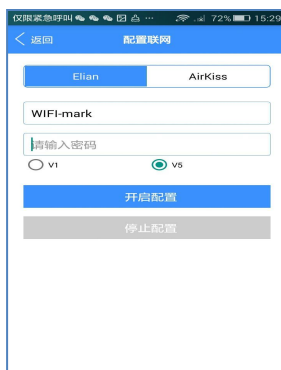 仅限紧急呼叫 ... 72% 15:29
返回 配置联网
Elian AirKiss
WIFI-mark
请输入密码
V1 V5
开启配置
停止配置